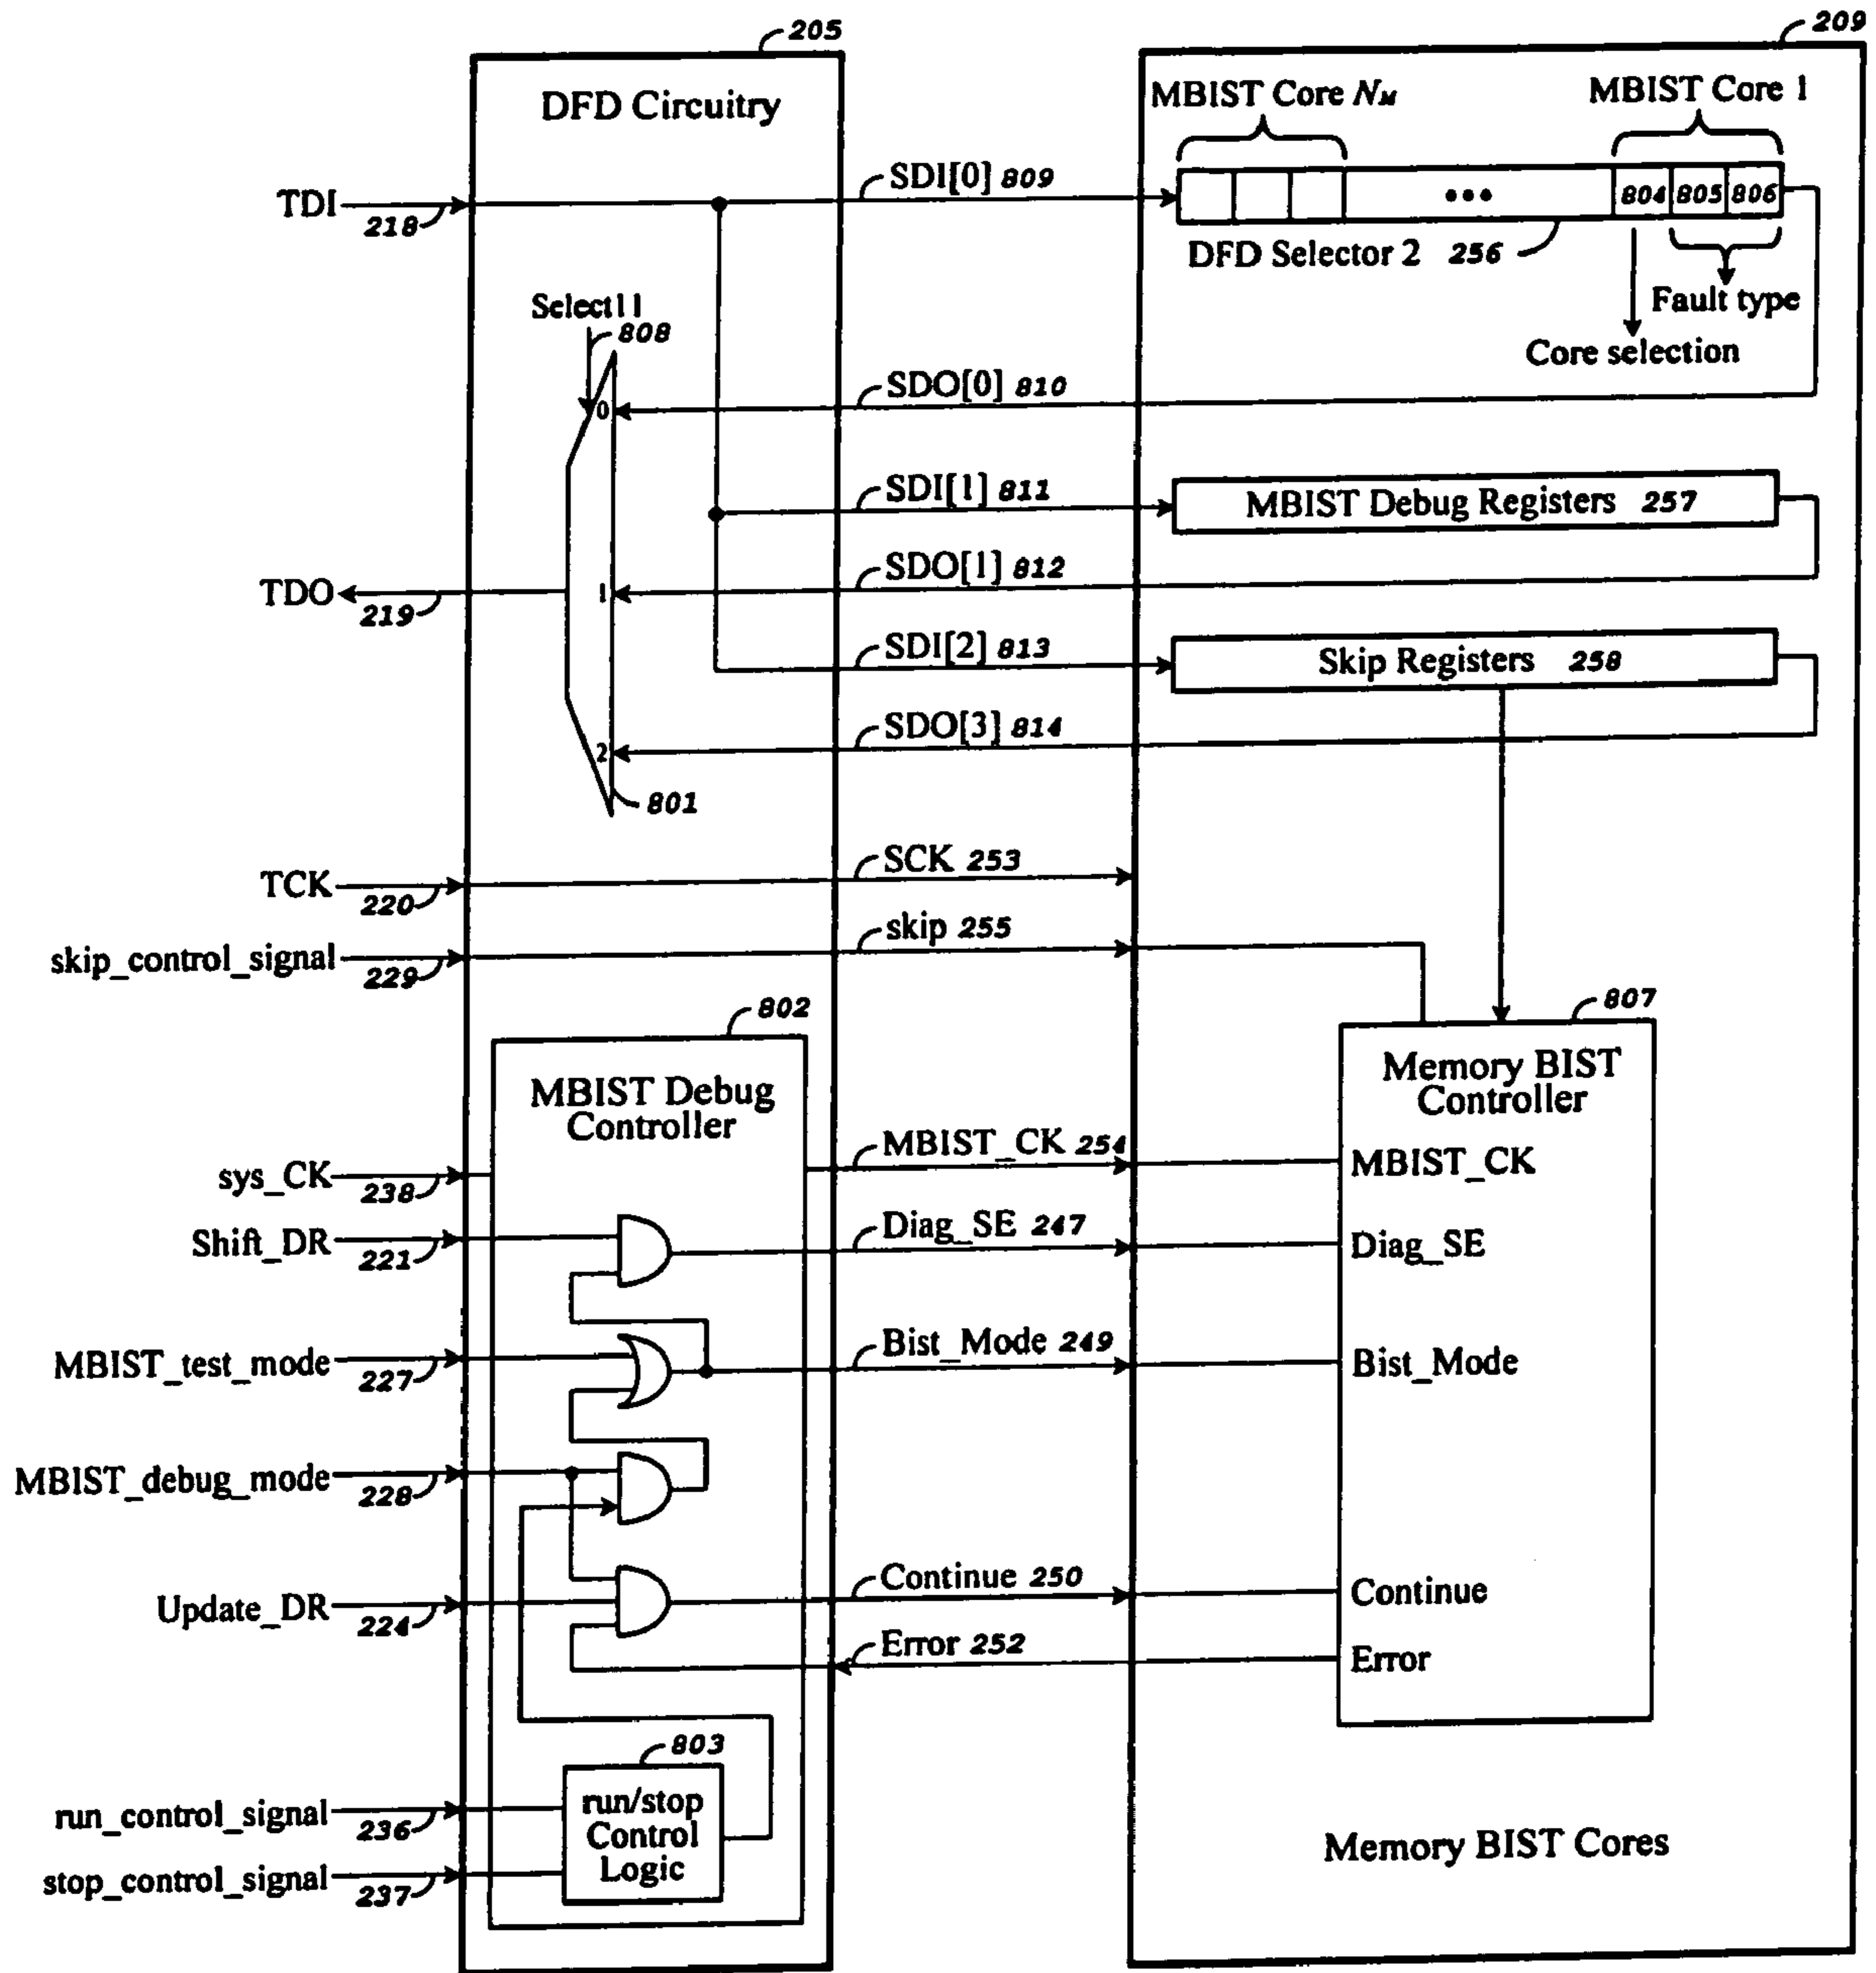 205
209
DFD Circuitry
MBIST Core NM
MBIST Core 1
TDI
218
SDI[0] 809
•••
804
805
806
DFD Selector 2 256
Fault type
Core selection
Select11
808
0
SDO[0] 810
SDI[1] 811
MBIST Debug Registers 257
TDO
219
1
SDO[1] 812
SDI[2] 813
Skip Registers 258
2
SDO[3] 814
801
TCK
220
SCK 253
skip_control_signal
229
skip 255
802
807
MBIST Debug
Controller
Memory BIST
Controller
sys_CK
238
MBIST_CK 254
MBIST_CK
Shift_DR
221
Diag_SE 247
Diag_SE
MBIST_test_mode
227
Bist_Mode 249
Bist_Mode
MBIST_debug_mode
228
Update_DR
224
Continue 250
Continue
Error 252
Error
803
run_control_signal
236
run/stop
Control
Logic
stop_control_signal
237
Memory BIST Cores